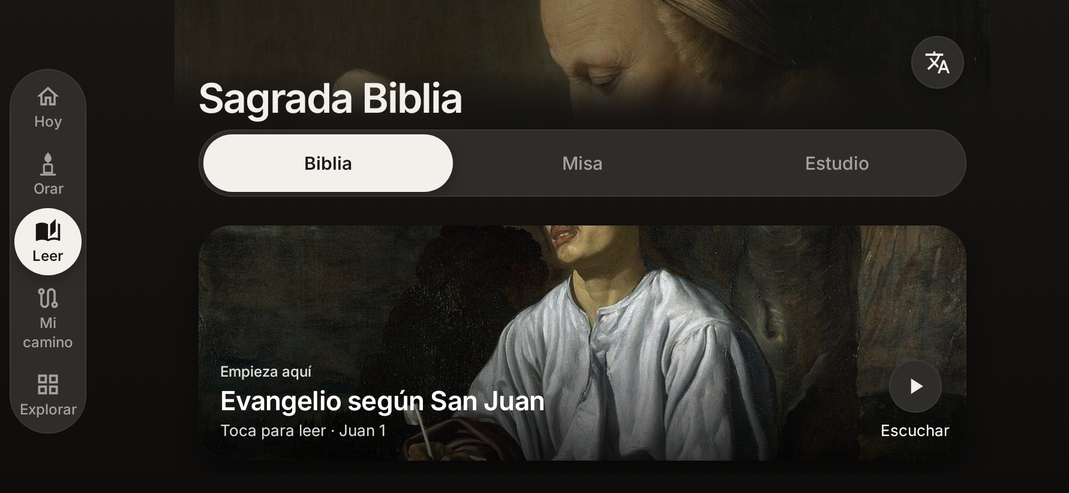 Sagrada Biblia
Hoy
Orar
Leer
Mi
camino
Explorar
Biblia
Misa
Estudio
Empieza aquí
Evangelio según San Juan
Toca para leer · Juan 1
Escuchar